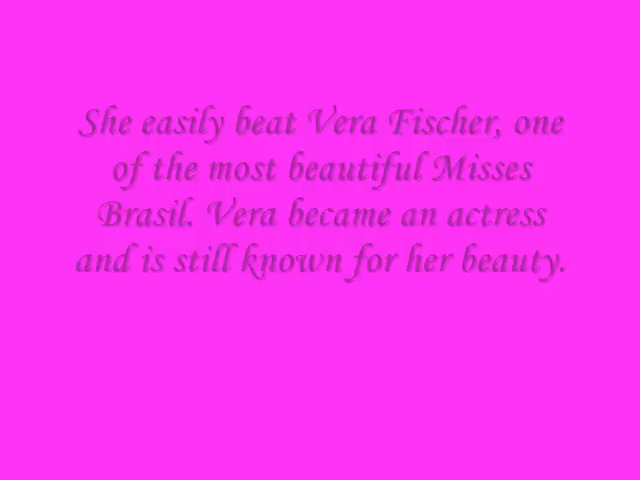 She easily beat Vera Fischer, one
of the most beautiful Misses
Brasil. Vera became an actress
and is still known for her beauty.